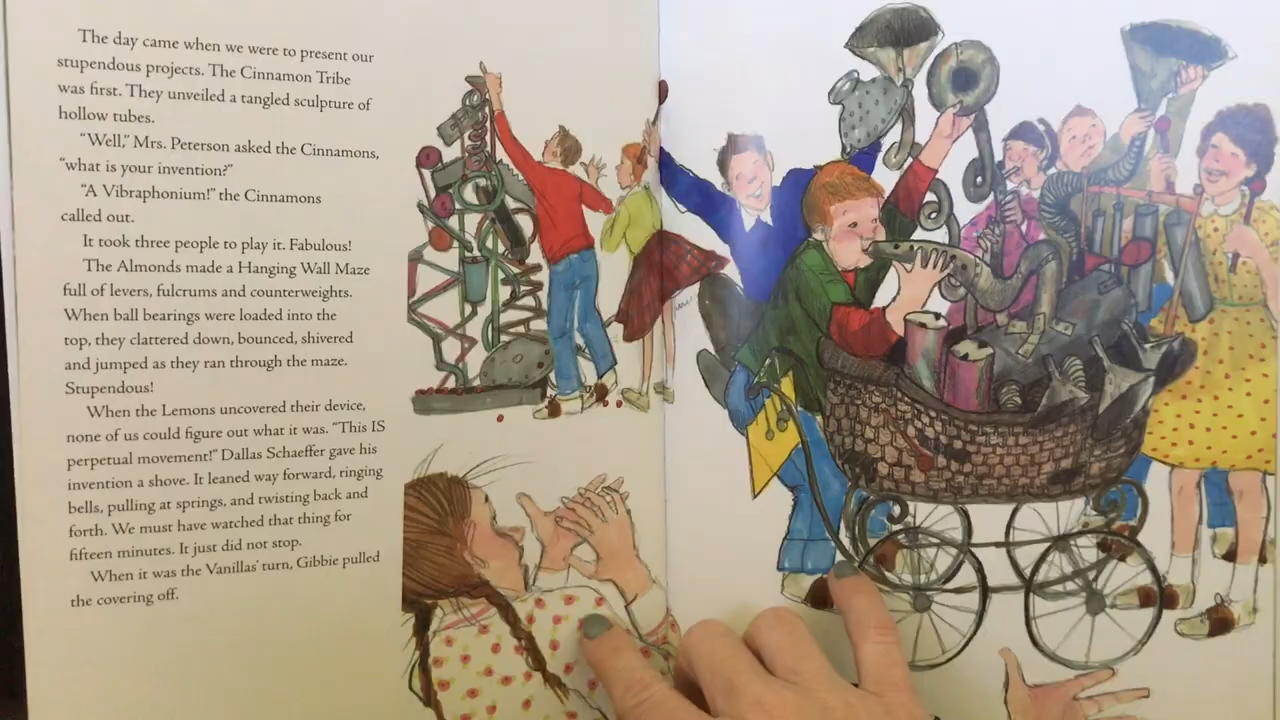 The day came when we were to present our
stupendous projects. The Cinnamon Tribe
was first. They unveiled a tangled sculpture of
hollow tubes.
"Well," Mrs. Peterson asked the Cinnamons,
"what is your invention?"
"A Vibraphonium!" the Cinnamons
called out.
It took three people to play it. Fabulous!
The Almonds made a Hanging Wall Maze
full of levers, fulcrums and counterweights.
When ball bearings were loaded into the
top, they clattered down, bounced, shivered
and jumped as they ran through the maze.
Stupendous!
When the Lemons uncovered their device,
none of us could figure out what it was. "This IS
perpetual movement!" Dallas Schaeffer gave his
invention a shove. It leaned way forward, ringing
bells, pulling at springs, and twisting back and
forth. We must have watched that thing for
fifteen minutes. It just did not stop.
When it was the Vanillas' turn, Gibbie pulled
the covering off.